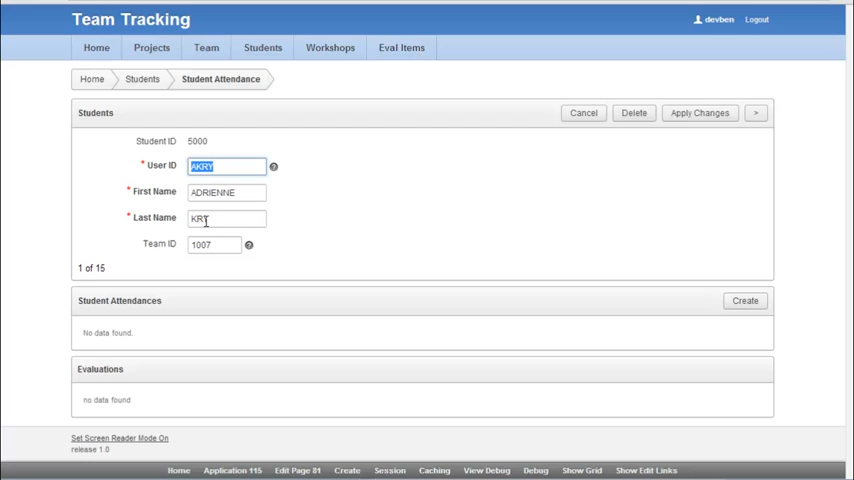 Team Tracking
devben Logout
Home Projects Team Students Workshops Eval Items
Home Students Student Attendance
Students
Cancel Delete Apply Changes >
Student ID 5000
* User ID AKRY ?
* First Name ADRIENNE
* Last Name KRY
Team ID 1007 ?
1 of 15
Student Attendances
Create
No data found.
Evaluations
no data found
Set Screen Reader Mode On
release 1.0
Home Application 115 Edit Page 81 Create Session Caching View Debug Debug Show Grid Show Edit Links